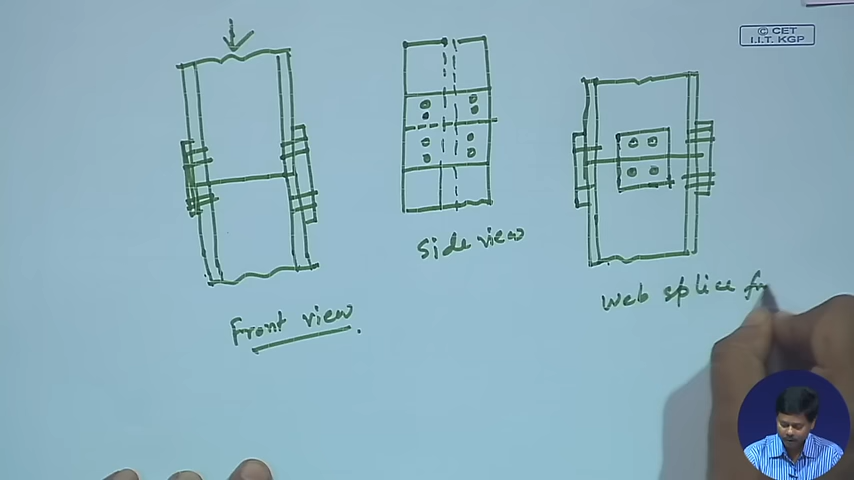 © CET
I.I.T. KGP
Front view
Side view
Web splice